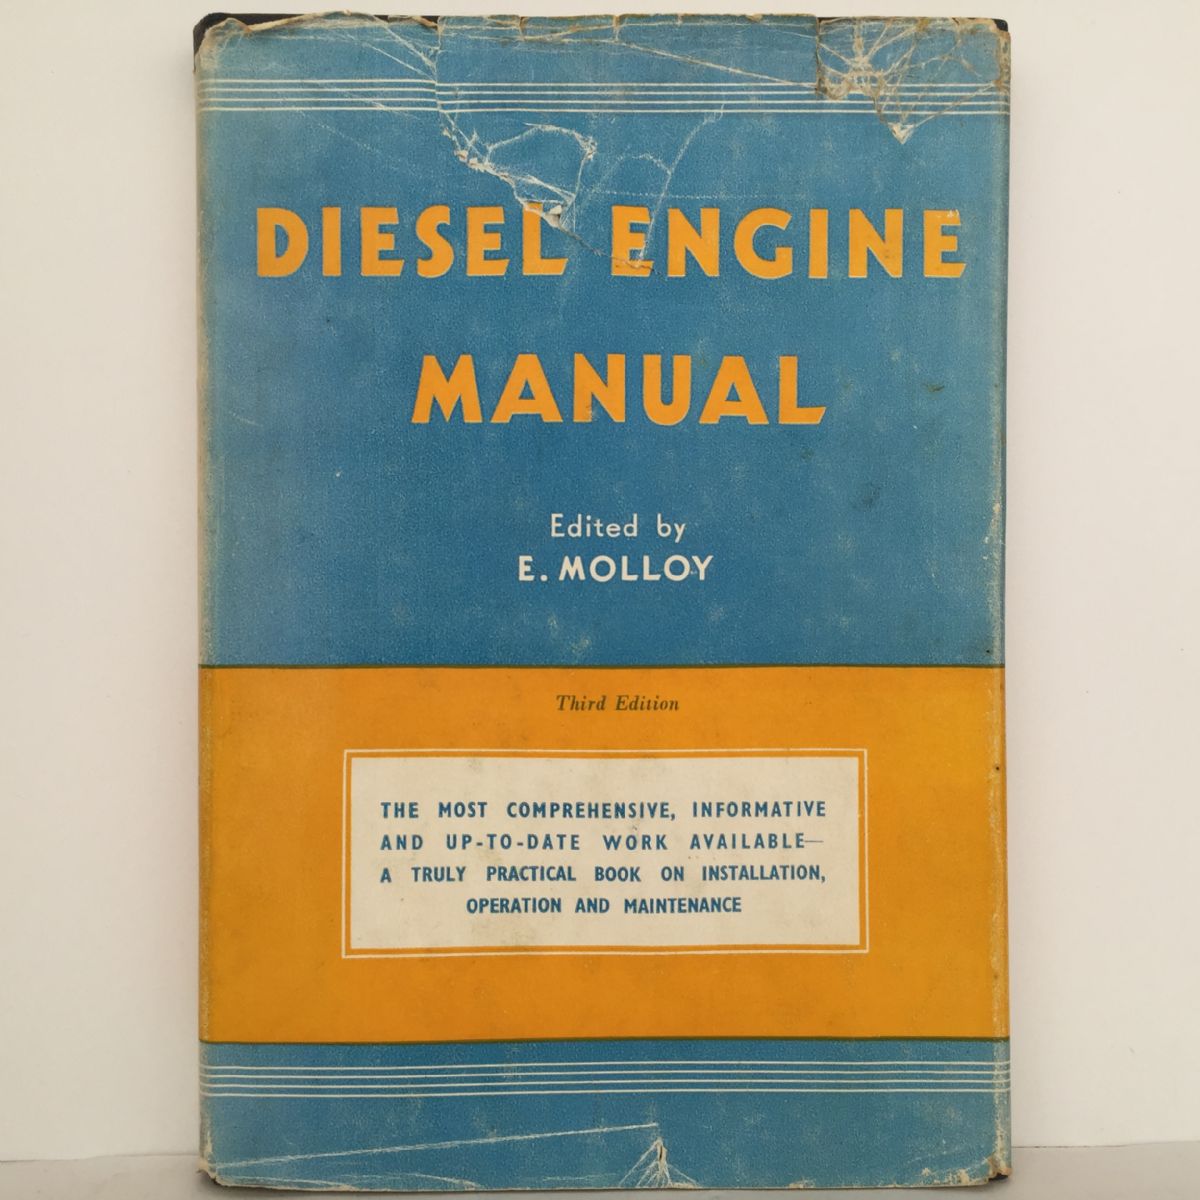 DIESEL ENGINE
MANUAL
Edited by
E. MOLLOY
Third Edition
THE MOST COMPREHENSIVE, INFORMATIVE
AND UP-TO-DATE WORK AVAILABLE—
A TRULY PRACTICAL BOOK ON INSTALLATION,
OPERATION AND MAINTENANCE